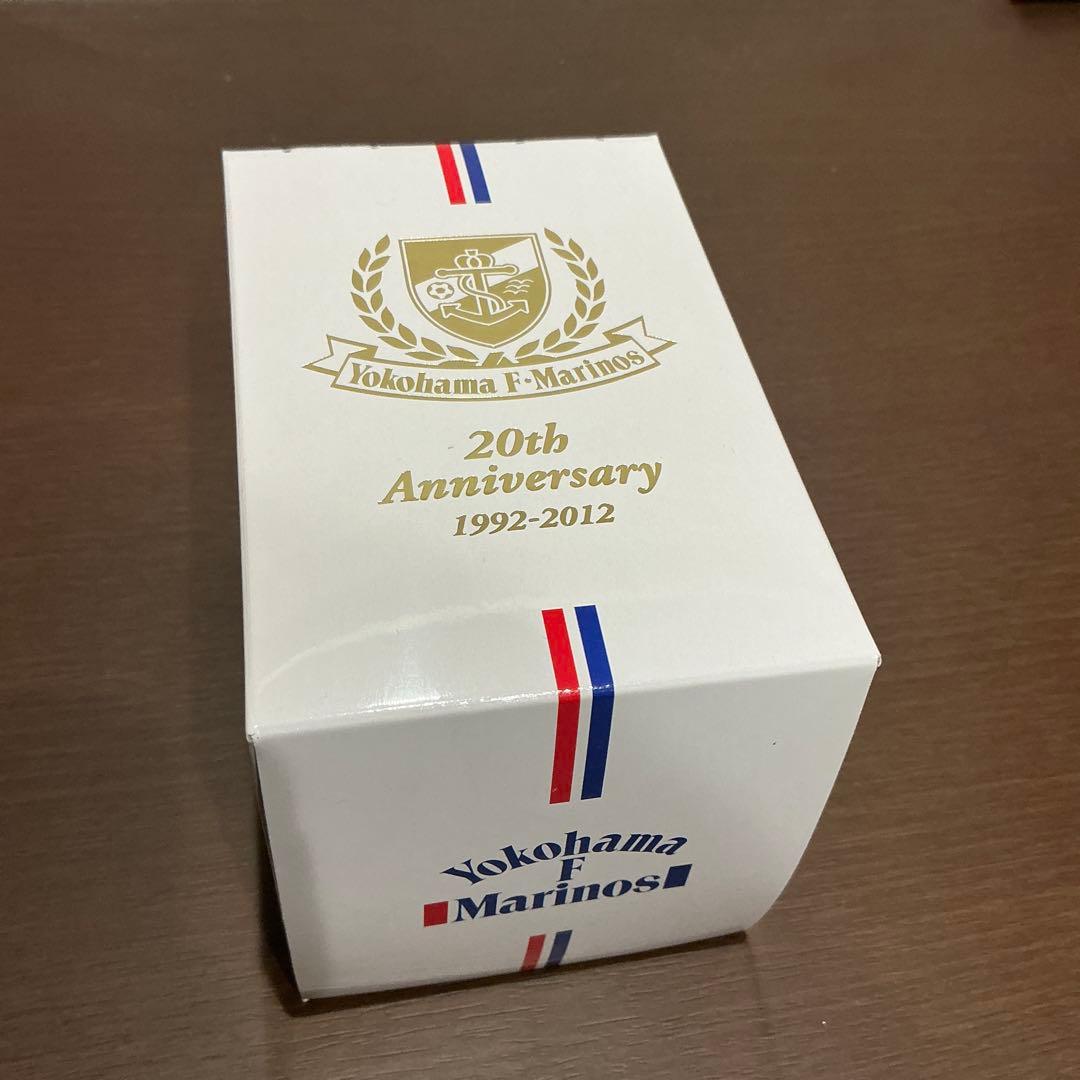 Yokohama F・Marinos
20th
Anniversary
1992-2012
Yokohama
F
Marinos